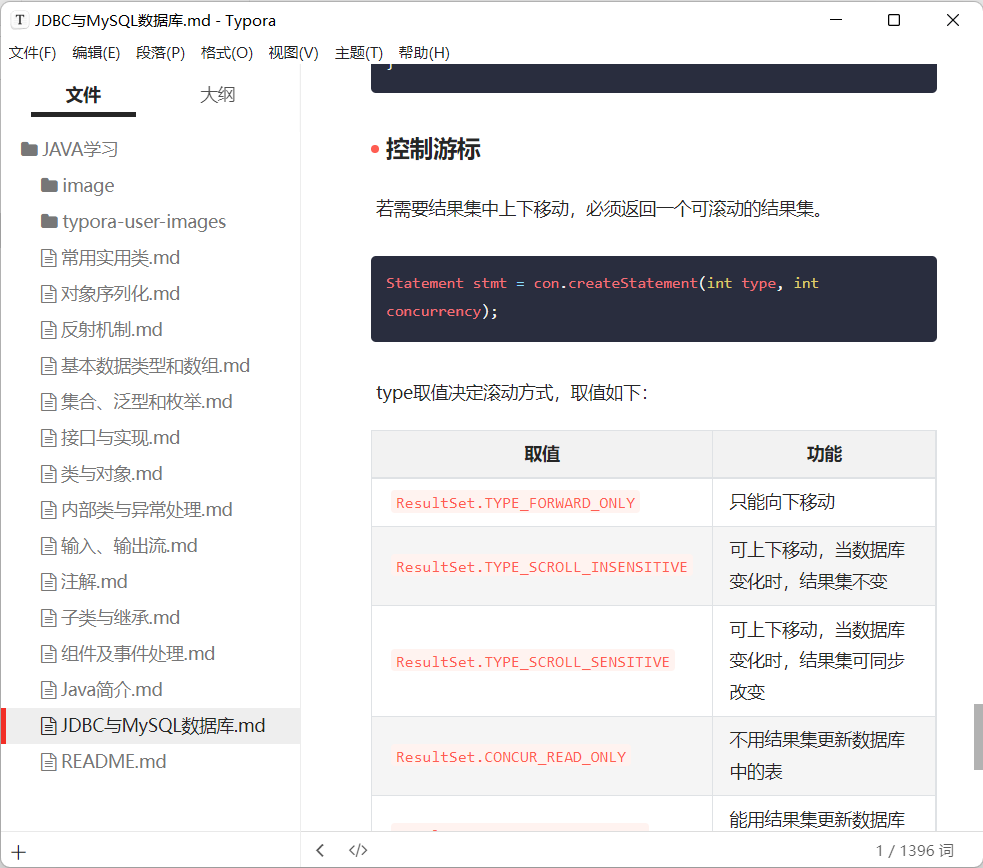 JDBC与MySQL数据库.md - Typora
文件(F) 编辑(E) 段落(P) 格式(O) 视图(V) 主题(T) 帮助(H)
文件 大纲
JAVA学习
image
typora-user-images
常用实用类.md
对象序列化.md
反射机制.md
基本数据类型和数组.md
集合、泛型和枚举.md
接口与实现.md
类与对象.md
内部类与异常处理.md
输入、输出流.md
注解.md
子类与继承.md
组件及事件处理.md
Java简介.md
JDBC与MySQL数据库.md
README.md
控制游标
若需要结果集中上下移动，必须返回一个可滚动的结果集。
Statement stmt = con.createStatement(int type, int
concurrency);
type取值决定滚动方式，取值如下：
取值 功能
ResultSet.TYPE_FORWARD_ONLY 只能向下移动
ResultSet.TYPE_SCROLL_INSENSITIVE 可上下移动，当数据库
变化时，结果集不变
ResultSet.TYPE_SCROLL_SENSITIVE 可上下移动，当数据库
变化时，结果集可同步
改变
ResultSet.CONCUR_READ_ONLY 不用结果集更新数据库
中的表
能用结果集更新数据库
1 / 1396 词